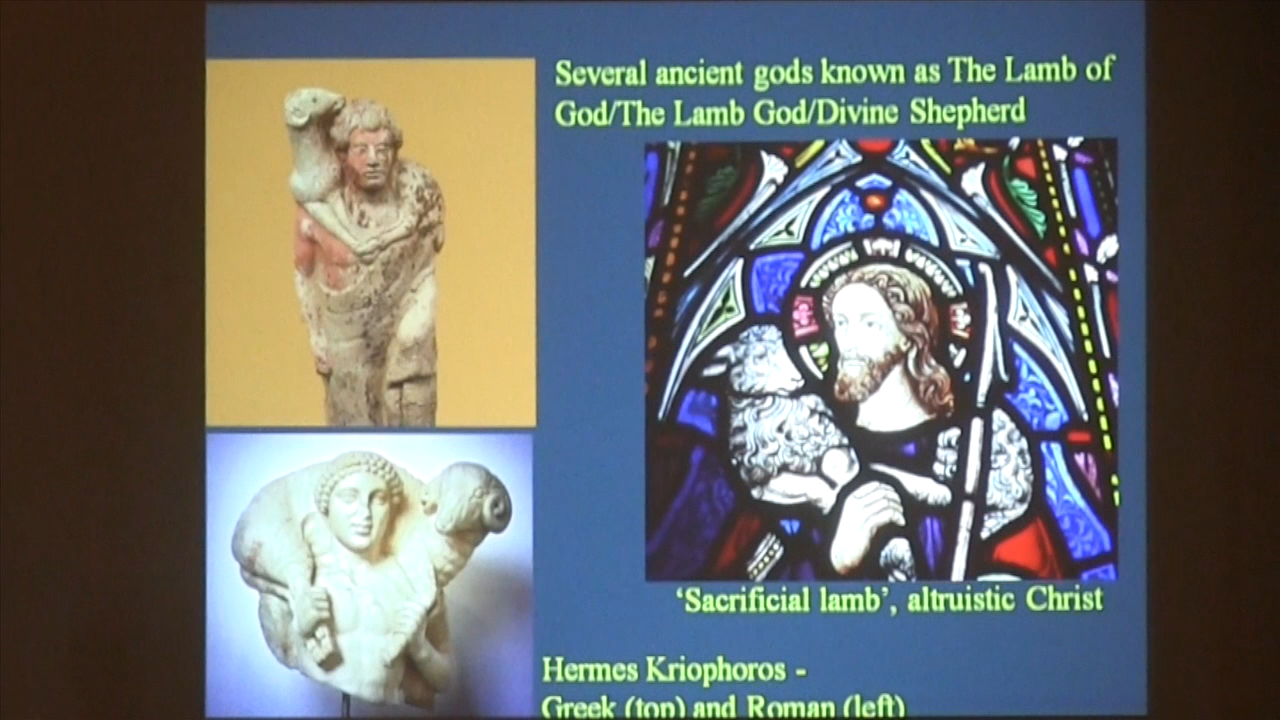 Several ancient gods known as The Lamb of
God/The Lamb God/Divine Shepherd
‘Sacrificial lamb’, altruistic Christ
Hermes Kriophoros -
Greek (top) and Roman (left)